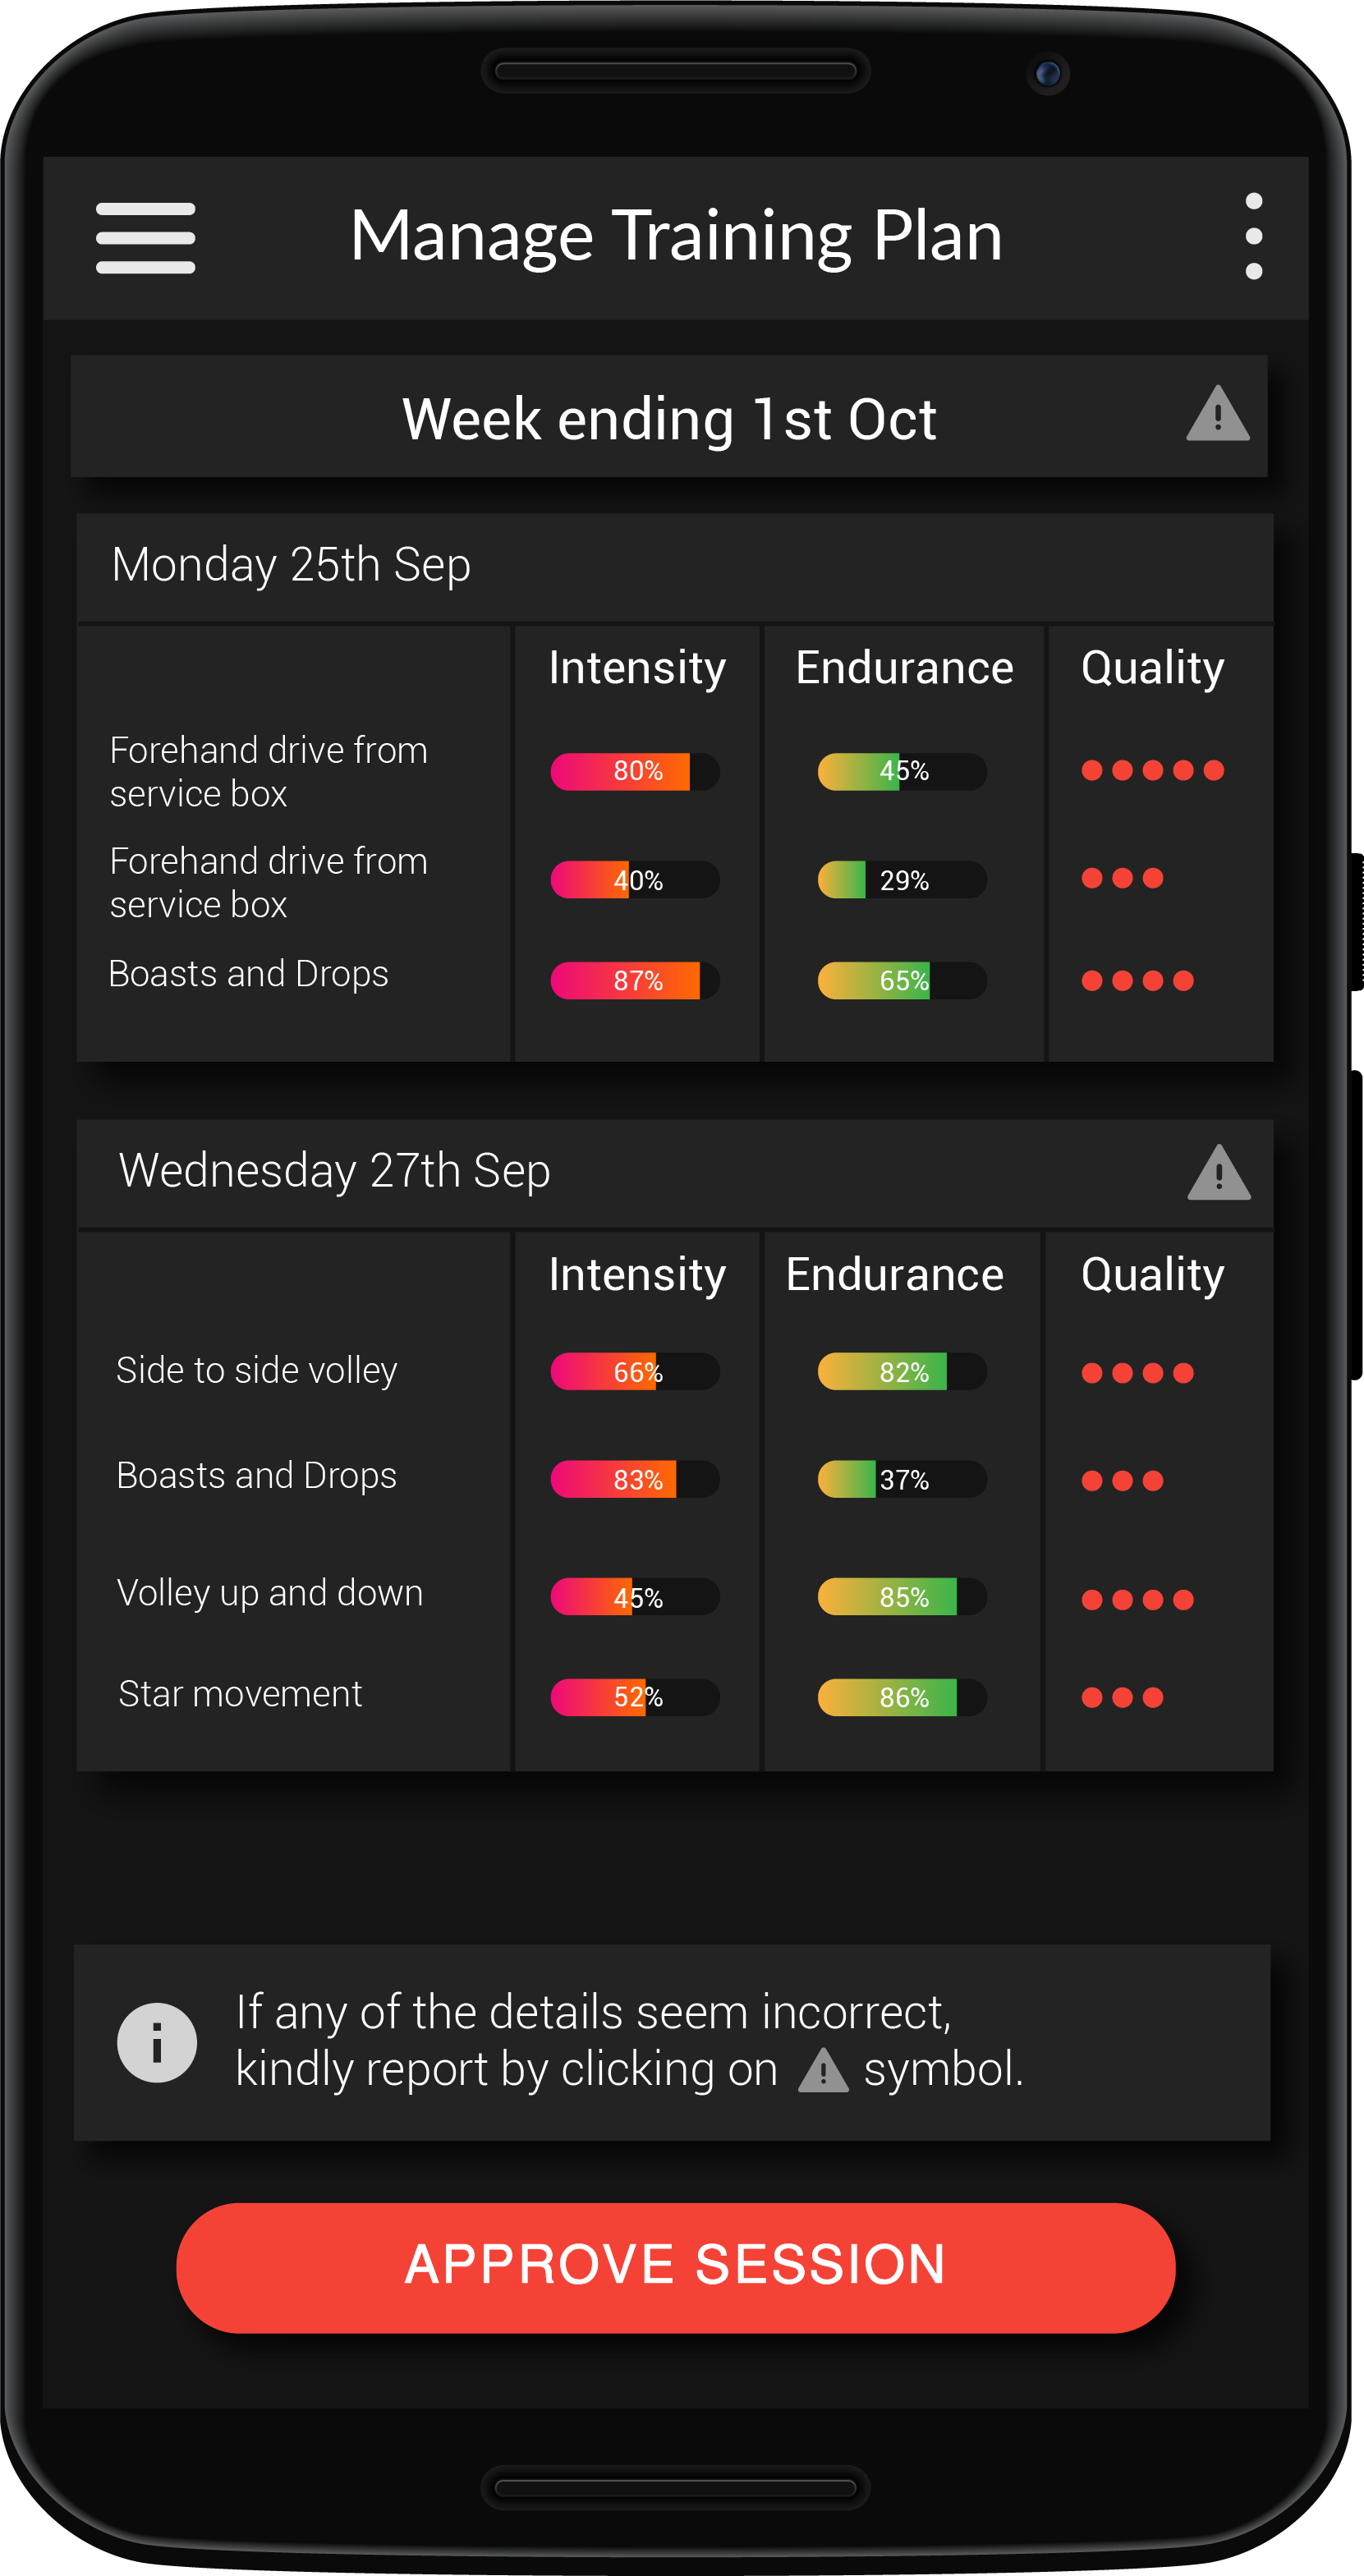 Manage Training Plan
Week ending 1st Oct
Monday 25th Sep
Intensity Endurance Quality
Forehand drive from
service box
80% 45%
Forehand drive from
service box
40% 29%
Boasts and Drops 87% 65%
Wednesday 27th Sep
Intensity Endurance Quality
Side to side volley 66% 82%
Boasts and Drops 83% 37%
Volley up and down 45% 85%
Star movement 52% 86%
If any of the details seem incorrect,
kindly report by clicking on symbol.
APPROVE SESSION